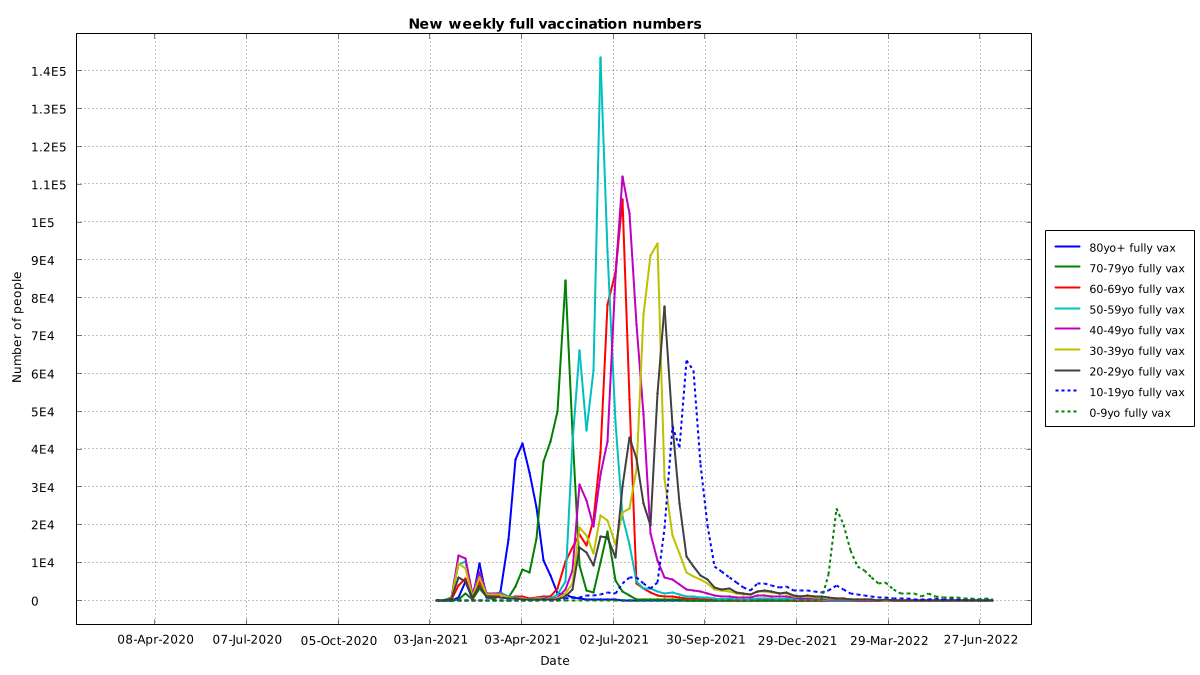 New weekly full vaccination numbers
1.4E5
1.3E5
1.2E5
1.1E5
1E5
9E4
8E4
7E4
6E4
5E4
4E4
3E4
2E4
1E4
0
Number of people
08-Apr-2020 07-Jul-2020 05-Oct-2020 03-Jan-2021 03-Apr-2021 02-Jul-2021 30-Sep-2021 29-Dec-2021 29-Mar-2022 27-Jun-2022
Date
80yo+ fully vax
70-79yo fully vax
60-69yo fully vax
50-59yo fully vax
40-49yo fully vax
30-39yo fully vax
20-29yo fully vax
10-19yo fully vax
0-9yo fully vax